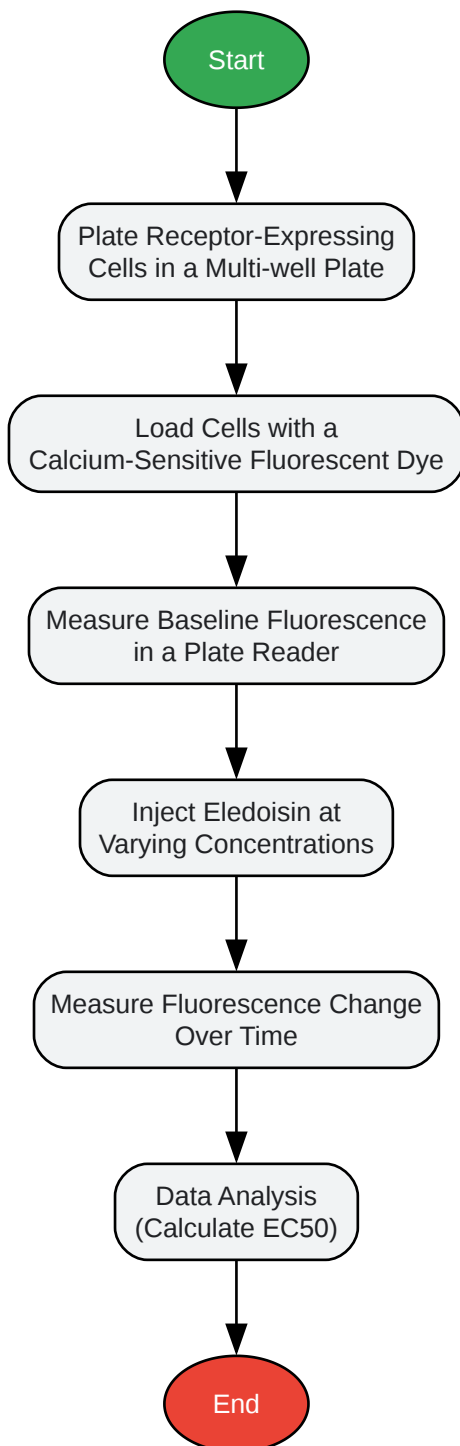 Start
Plate Receptor-Expressing
Cells in a Multi-well Plate
Load Cells with a
Calcium-Sensitive Fluorescent Dye
Measure Baseline Fluorescence
in a Plate Reader
Inject Eledoisin at
Varying Concentrations
Measure Fluorescence Change
Over Time
Data Analysis
(Calculate EC50)
End